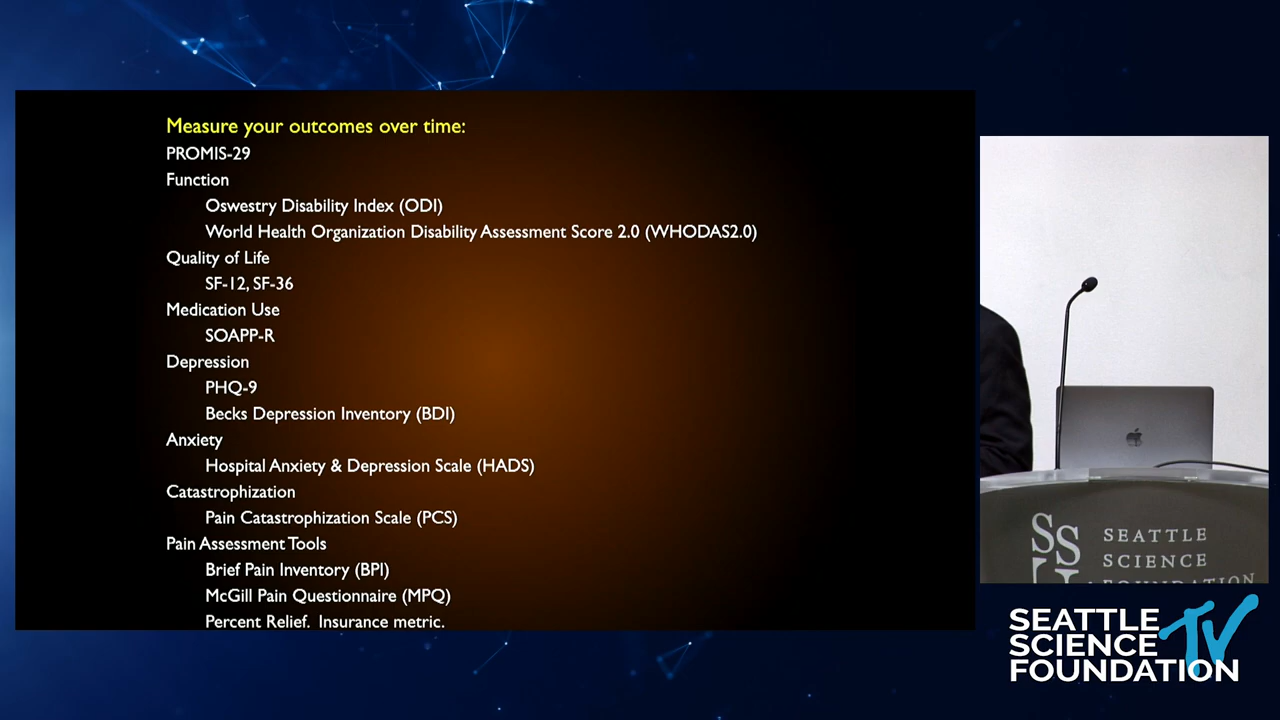 Measure your outcomes over time:
PROMIS-29
Function
Oswestry Disability Index (ODI)
World Health Organization Disability Assessment Score 2.0 (WHODAS2.0)
Quality of Life
SF-12, SF-36
Medication Use
SOAPP-R
Depression
PHQ-9
Becks Depression Inventory (BDI)
Anxiety
Hospital Anxiety & Depression Scale (HADS)
Catastrophization
Pain Catastrophization Scale (PCS)
Pain Assessment Tools
Brief Pain Inventory (BPI)
McGill Pain Questionnaire (MPQ)
Percent Relief. Insurance metric.
SS
SEATTLE
SCIENCE
FOUNDATION
SEATTLE
SCIENCE TV
FOUNDATION